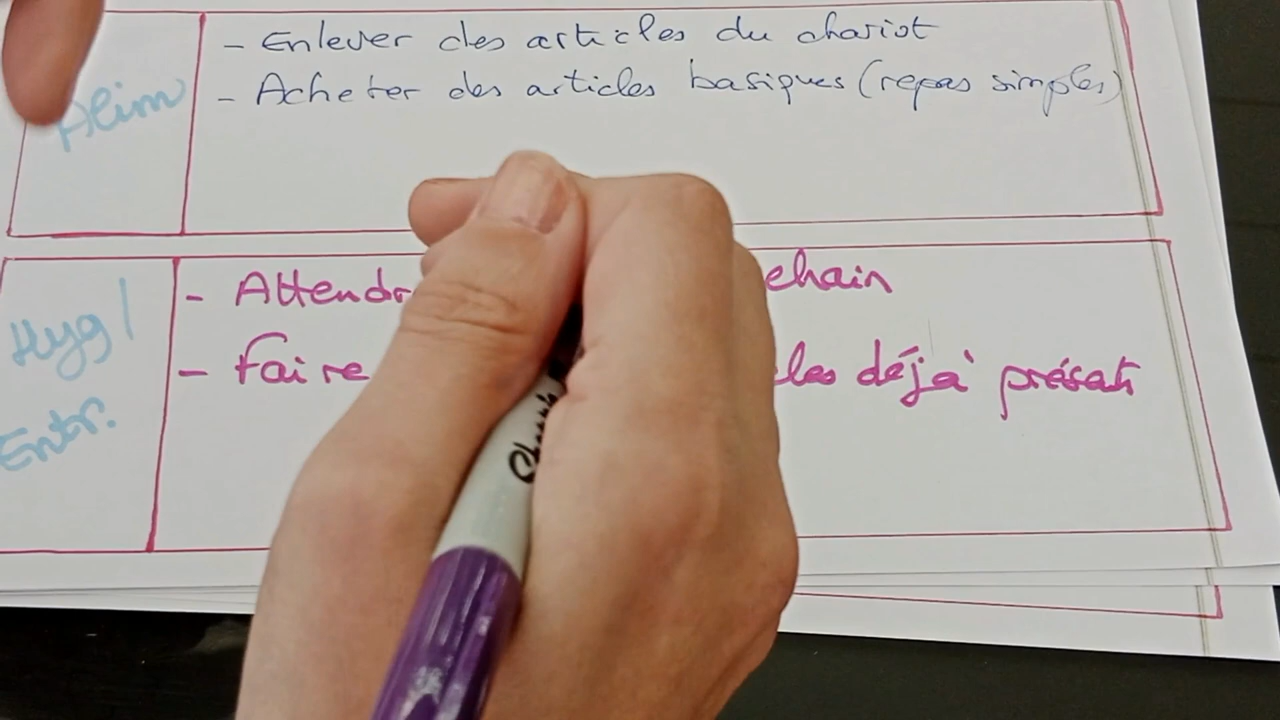 - Enlever des articles du chariot
- Acheter des articles basiques (repas simples)
Alim
- Attendr
chain
Hyg/
- Faire
les déjà présents
Entr.
Sharpie